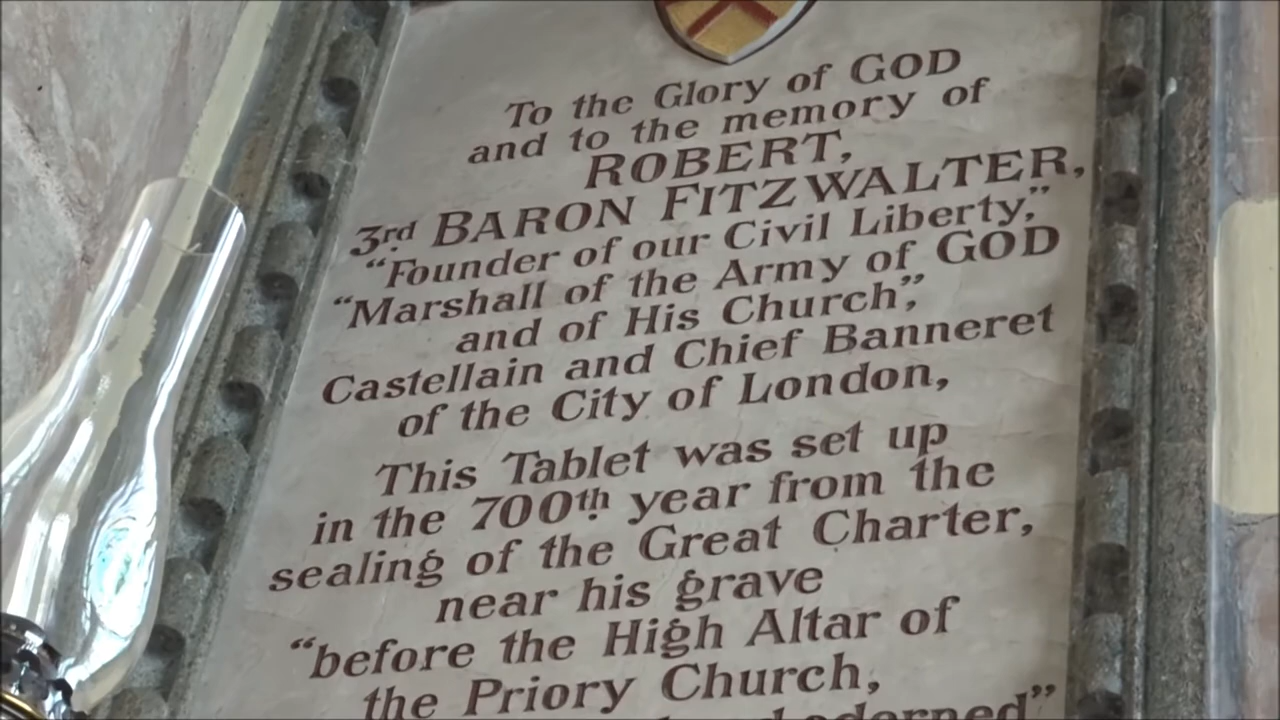 To the Glory of GOD
and to the memory of
ROBERT,
3rd BARON FITZWALTER,
“Founder of our Civil Liberty,”
“Marshall of the Army of GOD
and of His Church”,
Castellain and Chief Banneret
of the City of London,
This Tablet was set up
in the 700th year from the
sealing of the Great Charter,
near his grave
“before the High Altar of
the Priory Church,
adorned”